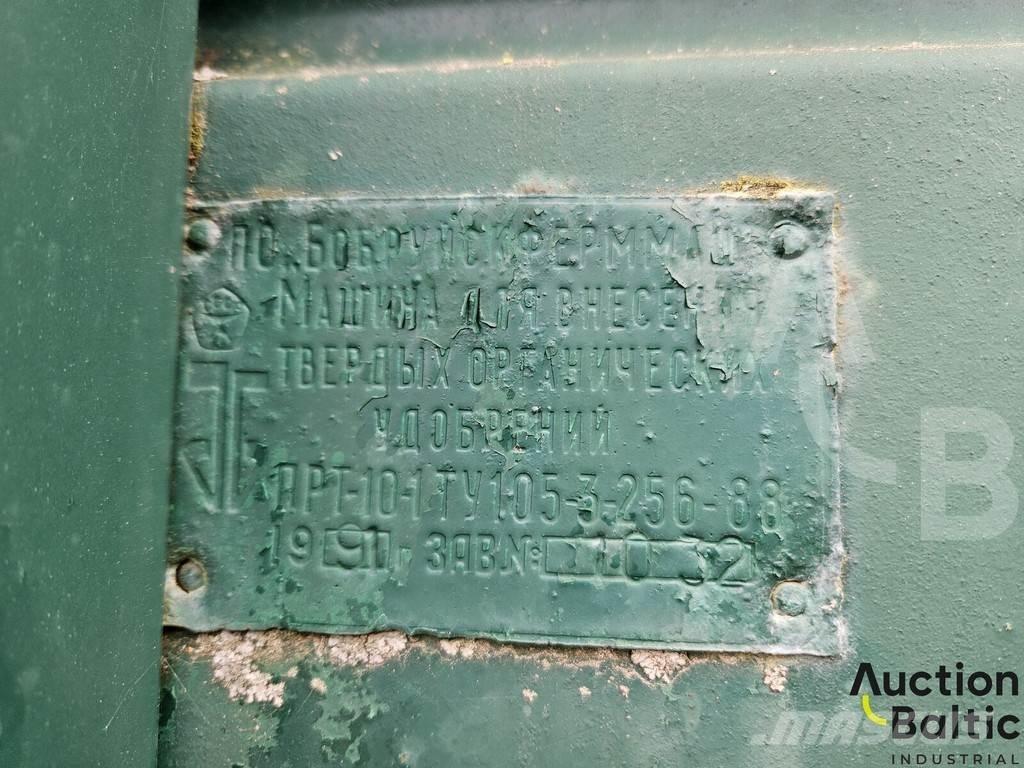 ПО „БОБРУЙСКФЕРММАШ
МАШИНА ДЛЯ ВНЕСЕНИЯ
ТВЕРДЫХ ОРГАНИЧЕСКИХ
УДОБРЕНИЙ
ПРТ-10-1 ТУ105-3-256-88
1991г ЗАВ.№:
Auction
Baltic
INDUSTRIAL